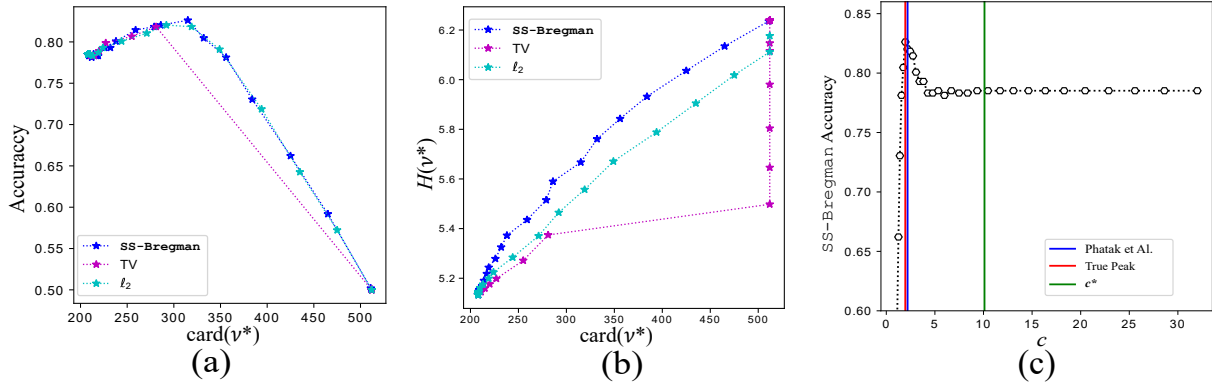 Accuraccy
0.80
0.75
0.70
0.65
0.60
0.55
0.50
SS-Bregman
TV
ℓ2
200 250 300 350 400 450 500
card(ν*)
(a)
H(ν*)
6.2
6.0
5.8
5.6
5.4
5.2
SS-Bregman
TV
ℓ2
200 250 300 350 400 450 500
card(ν*)
(b)
SS-Bregman Accuracy
0.85
0.80
0.75
0.70
0.65
0.60
Phatak et Al.
True Peak
c*
0 5 10 15 20 25 30
c
(c)